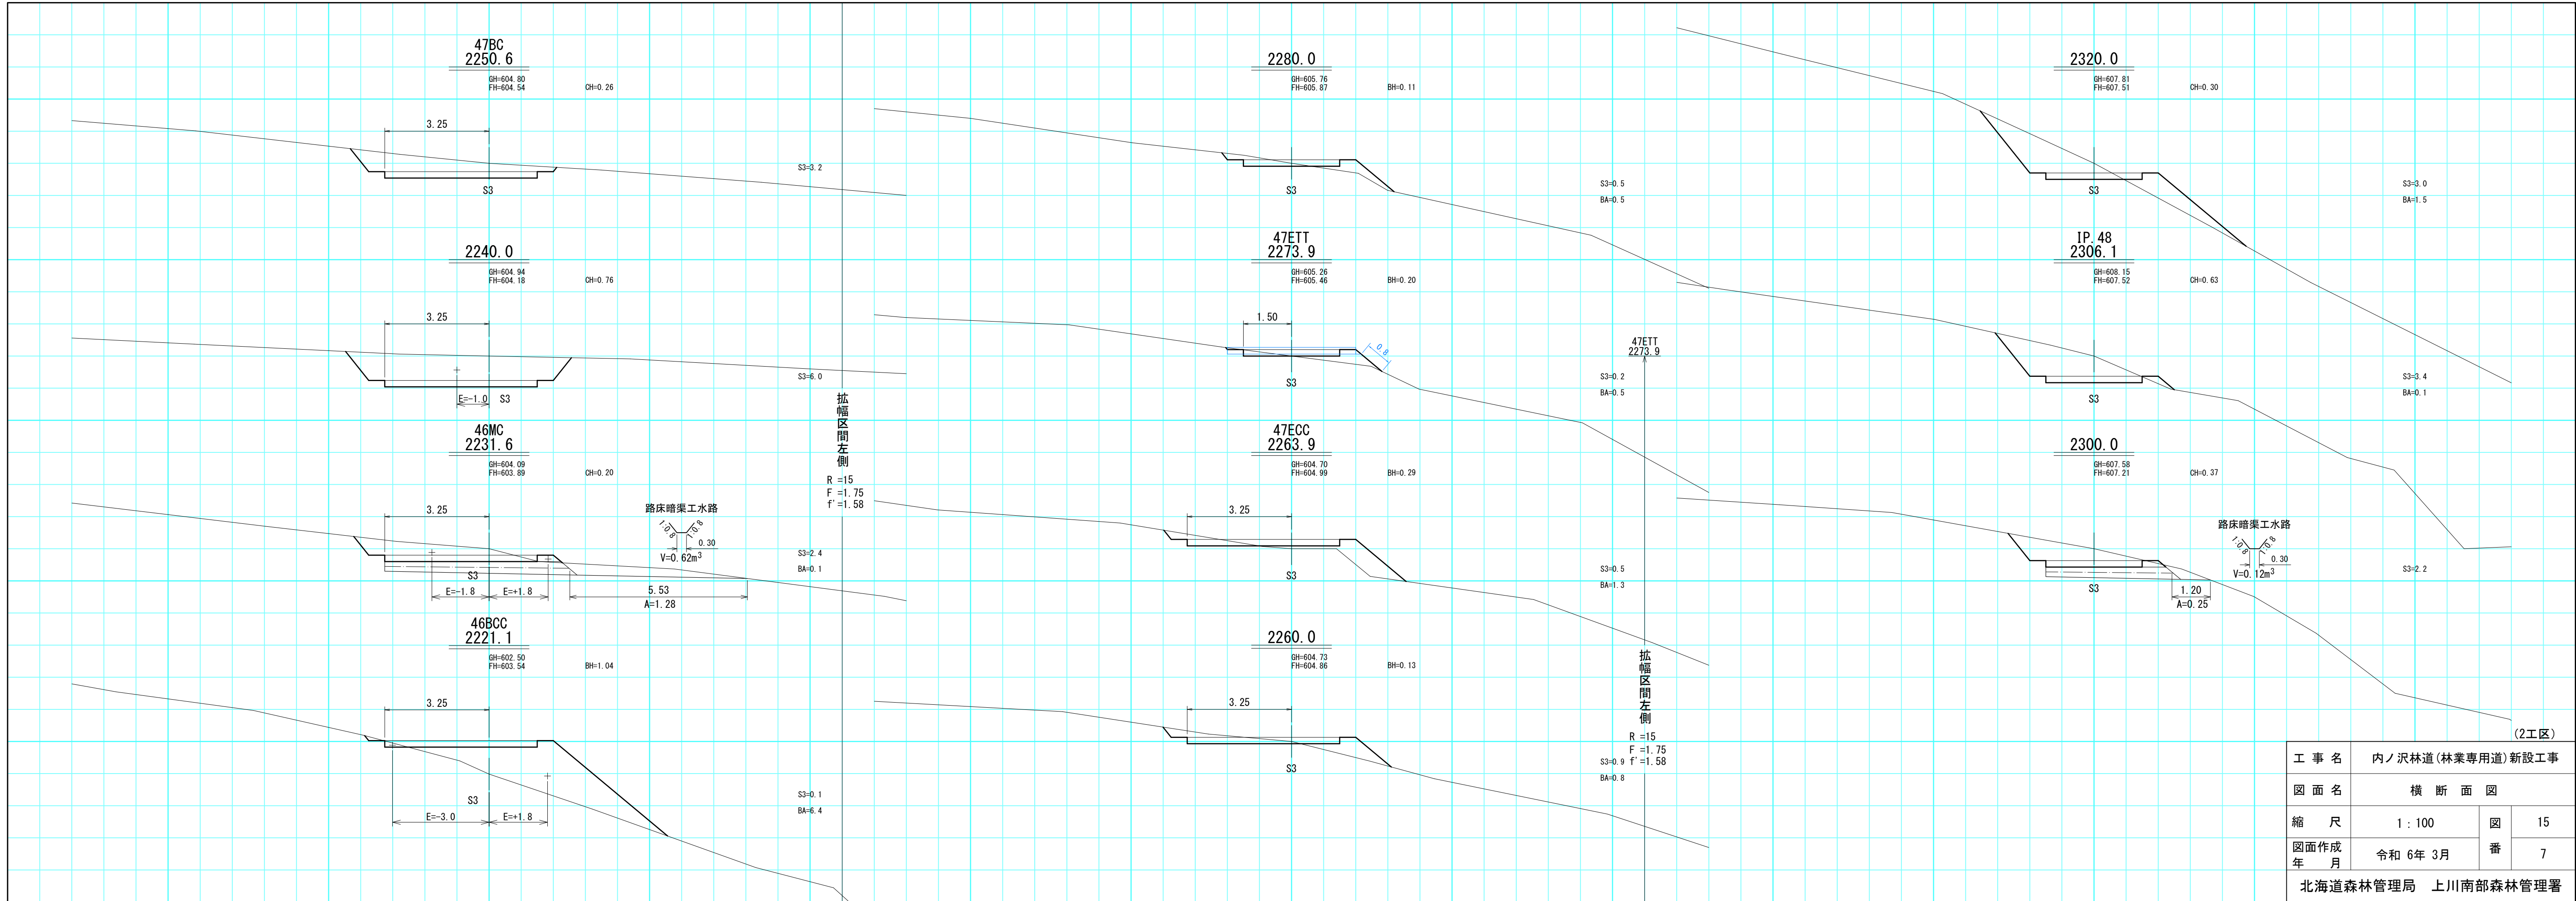 47BC
2250.6
GH=604.80
FH=604.54
CH=0.26
3.25
S3
S3=3.2
2240.0
GH=604.94
FH=604.18
CH=0.76
3.25
E=-1.0
S3
S3=6.0
46MC
2231.6
GH=604.09
FH=603.89
CH=0.20
3.25
S3
E=-1.8
E=+1.8
路床暗渠工水路
1:0.8
1:0.8
0.30
V=0.62m³
5.53
A=1.28
S3=2.4
BA=0.1
46BCC
2221.1
GH=602.50
FH=603.54
BH=1.04
3.25
S3
E=-3.0
E=+1.8
S3=0.1
BA=6.4
拡幅区間左側
R =15
F =1.75
f'=1.58
2280.0
GH=605.76
FH=605.87
BH=0.11
S3
S3=0.5
BA=0.5
47ETT
2273.9
GH=605.26
FH=605.46
BH=0.20
1.50
0.8
S3
S3=0.2
BA=0.5
47ECC
2263.9
GH=604.70
FH=604.99
BH=0.29
3.25
S3
S3=0.5
BA=1.3
2260.0
GH=604.73
FH=604.86
BH=0.13
3.25
S3
S3=0.9
BA=0.8
47ETT
2273.9
拡幅区間左側
R =15
F =1.75
f'=1.58
2320.0
GH=607.81
FH=607.51
CH=0.30
S3
S3=3.0
BA=1.5
IP.48
2306.1
GH=608.15
FH=607.52
CH=0.63
S3
S3=3.4
BA=0.1
2300.0
GH=607.58
FH=607.21
CH=0.37
S3
路床暗渠工水路
1:0.8
1:0.8
0.30
V=0.12m³
1.20
A=0.25
S3=2.2
(2工区)
工 事 名 内ノ沢林道(林業専用道)新設工事
図 面 名 横 断 面 図
縮 尺 1:100 図 15
図面作成 年 月 令和 6年 3月 番 7
北海道森林管理局 上川南部森林管理署